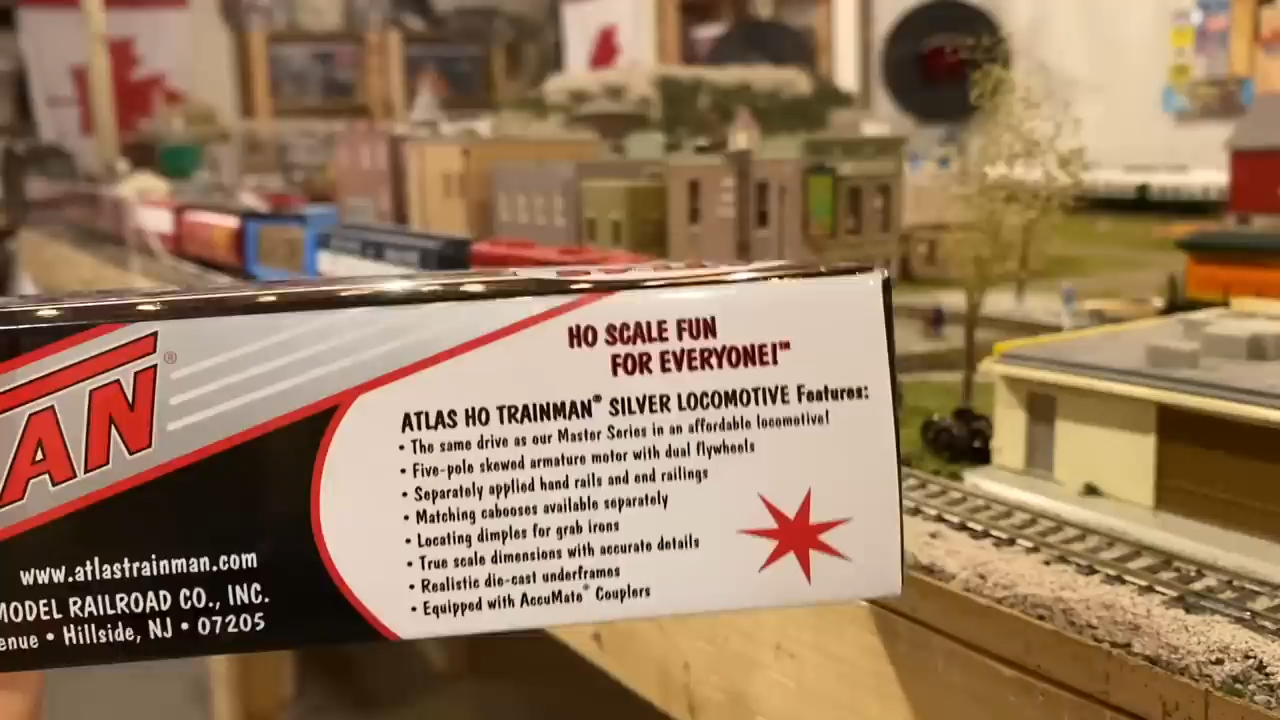 AN®
www.atlastrainman.com
MODEL RAILROAD CO., INC.
enue • Hillside, NJ • 07205
HO SCALE FUN
FOR EVERYONE!™
ATLAS HO TRAINMAN® SILVER LOCOMOTIVE Features:
• The same drive as our Master Series in an affordable locomotive!
• Five-pole skewed armature motor with dual flywheels
• Separately applied hand rails and end railings
• Matching cabooses available separately
• Locating dimples for grab irons
• True scale dimensions with accurate details
• Realistic die-cast underframes
• Equipped with AccuMate® Couplers